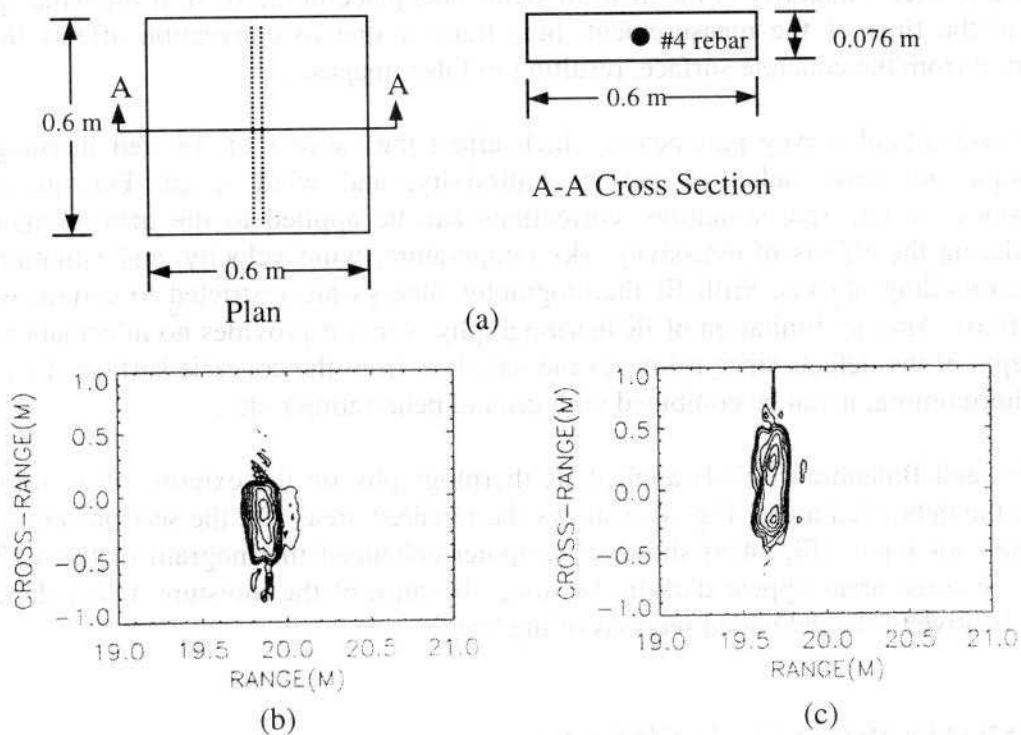 A
A
0.6 m
0.6 m
Plan
#4 rebar
0.076 m
0.6 m
A-A Cross Section
(a)
CROSS-RANGE(M)
1.0
0.5
0.0
-0.5
-1.0
19.0 19.5 20.0 20.5 21.0
RANGE(M)
(b)
CROSS-RANGE(M)
1.0
0.5
0.0
-0.5
-1.0
19.0 19.5 20.0 20.5 21.0
RANGE(M)
(c)